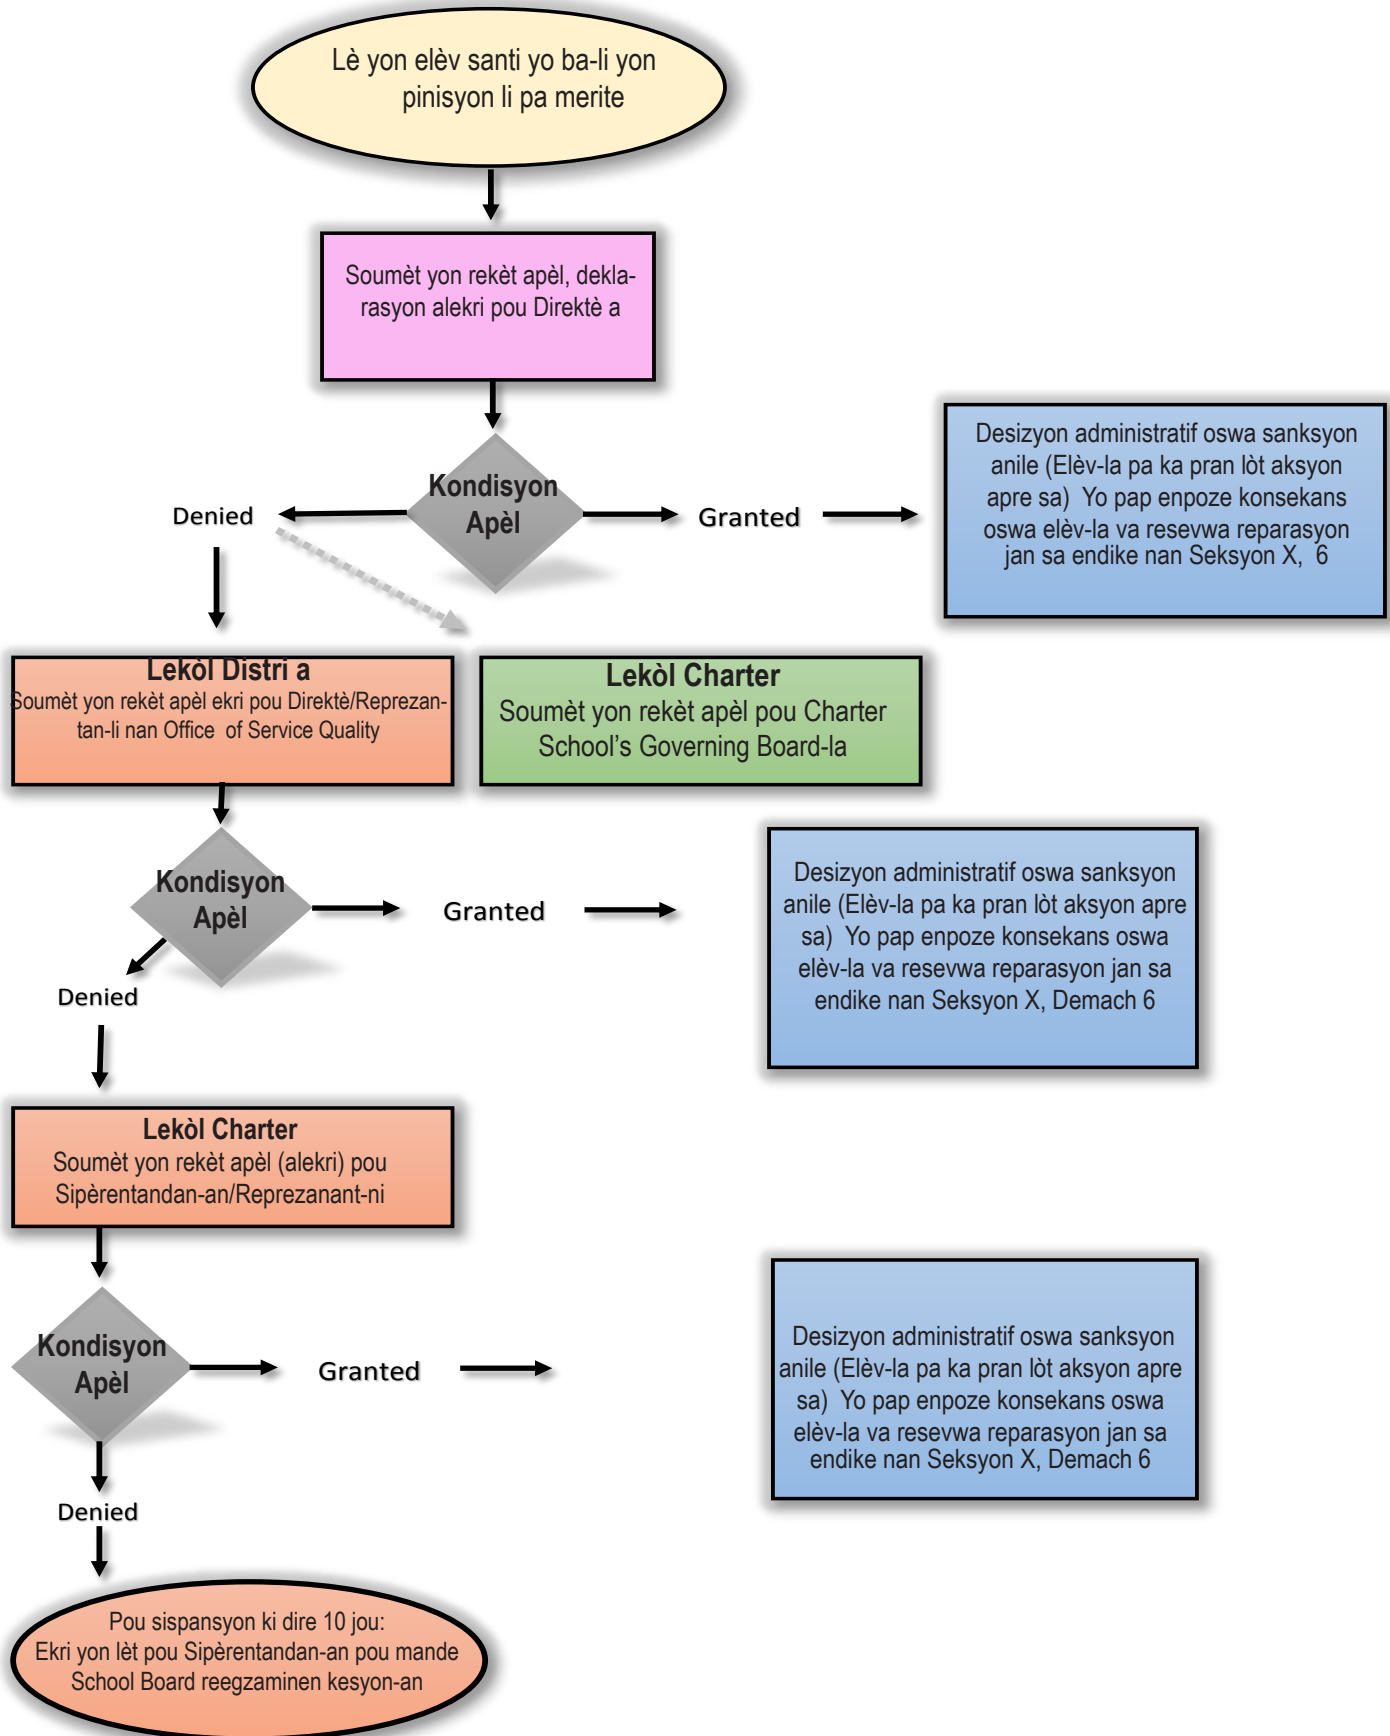 Lè yon elèv santi yo ba-li yon
pinisyon li pa merite
Soumèt yon rekèt apèl, dekla-
rasyon alekri pou Direktè a
Kondisyon
Apèl
Denied
Granted
Desizyon administratif oswa sanksyon
anile (Elèv-la pa ka pran lòt aksyon
apre sa) Yo pap enpoze konsekans
oswa elèv-la va resevwa reparasyon
jan sa endike nan Seksyon X, 6
Lekòl Distri a
Soumèt yon rekèt apèl ekri pou Direktè/Reprezan-
tan-li nan Office of Service Quality
Lekòl Charter
Soumèt yon rekèt apèl pou Charter
School’s Governing Board-la
Kondisyon
Apèl
Granted
Denied
Desizyon administratif oswa sanksyon
anile (Elèv-la pa ka pran lòt aksyon apre
sa) Yo pap enpoze konsekans oswa
elèv-la va resevwa reparasyon jan sa
endike nan Seksyon X, Demach 6
Lekòl Charter
Soumèt yon rekèt apèl (alekri) pou
Sipèrentandan-an/Reprezanant-ni
Kondisyon
Apèl
Granted
Denied
Desizyon administratif oswa sanksyon
anile (Elèv-la pa ka pran lòt aksyon apre
sa) Yo pap enpoze konsekans oswa
elèv-la va resevwa reparasyon jan sa
endike nan Seksyon X, Demach 6
Pou sispansyon ki dire 10 jou:
Ekri yon lèt pou Sipèrentandan-an pou mande
School Board reegzaminen kesyon-an